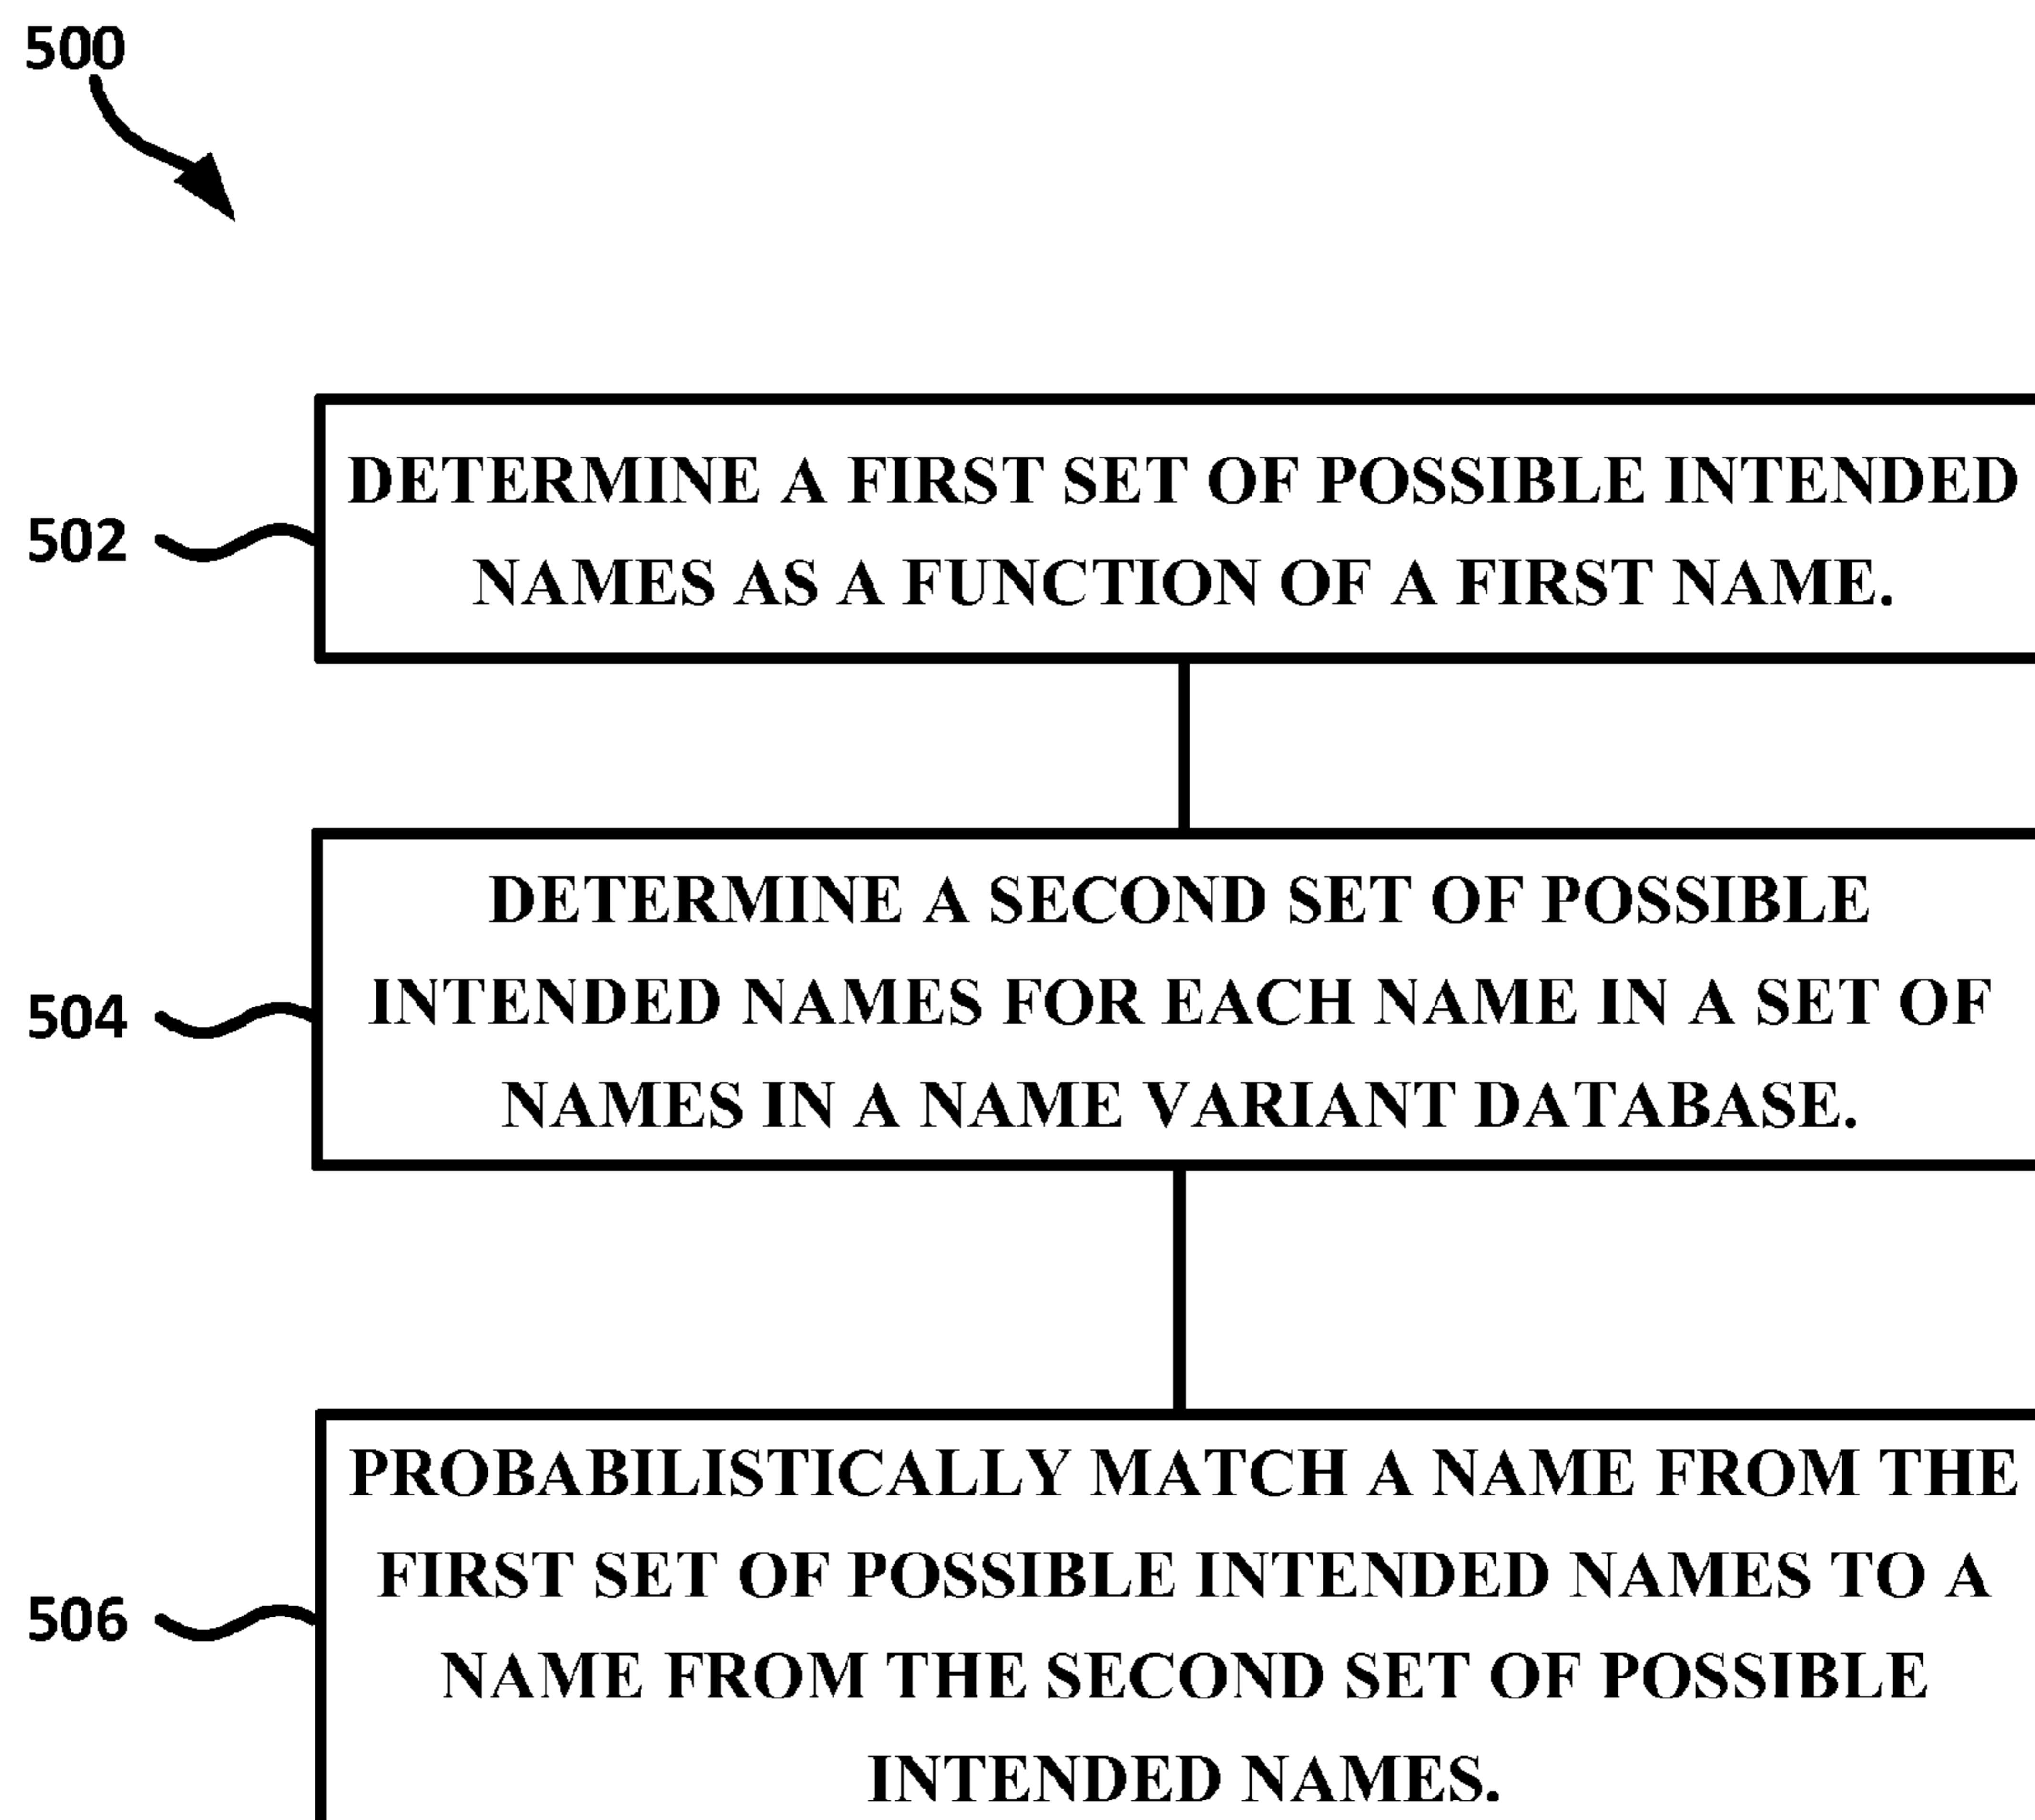 500
502
DETERMINE A FIRST SET OF POSSIBLE INTENDED
NAMES AS A FUNCTION OF A FIRST NAME.
504
DETERMINE A SECOND SET OF POSSIBLE
INTENDED NAMES FOR EACH NAME IN A SET OF
NAMES IN A NAME VARIANT DATABASE.
506
PROBABILISTICALLY MATCH A NAME FROM THE
FIRST SET OF POSSIBLE INTENDED NAMES TO A
NAME FROM THE SECOND SET OF POSSIBLE
INTENDED NAMES.